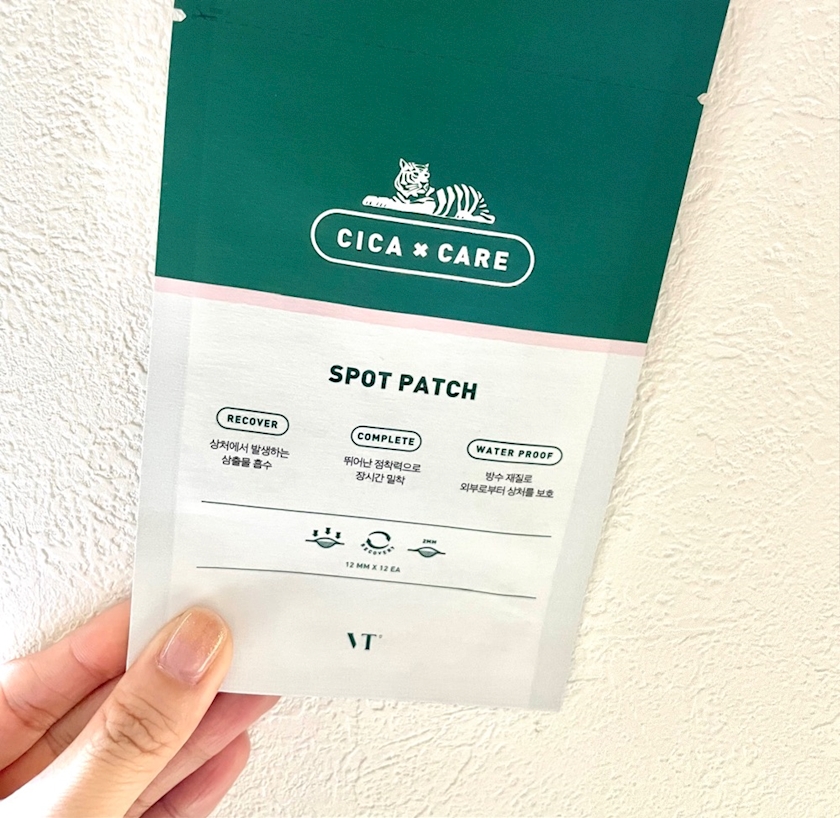 CICA × CARE
SPOT PATCH
RECOVER
상처에서 발생하는
삼출물 흡수
COMPLETE
뛰어난 점착력으로
장시간 밀착
WATER PROOF
방수 재질로
외부로부터 상처를 보호
RECOVERY
2MM
12 MM X 12 EA
VT